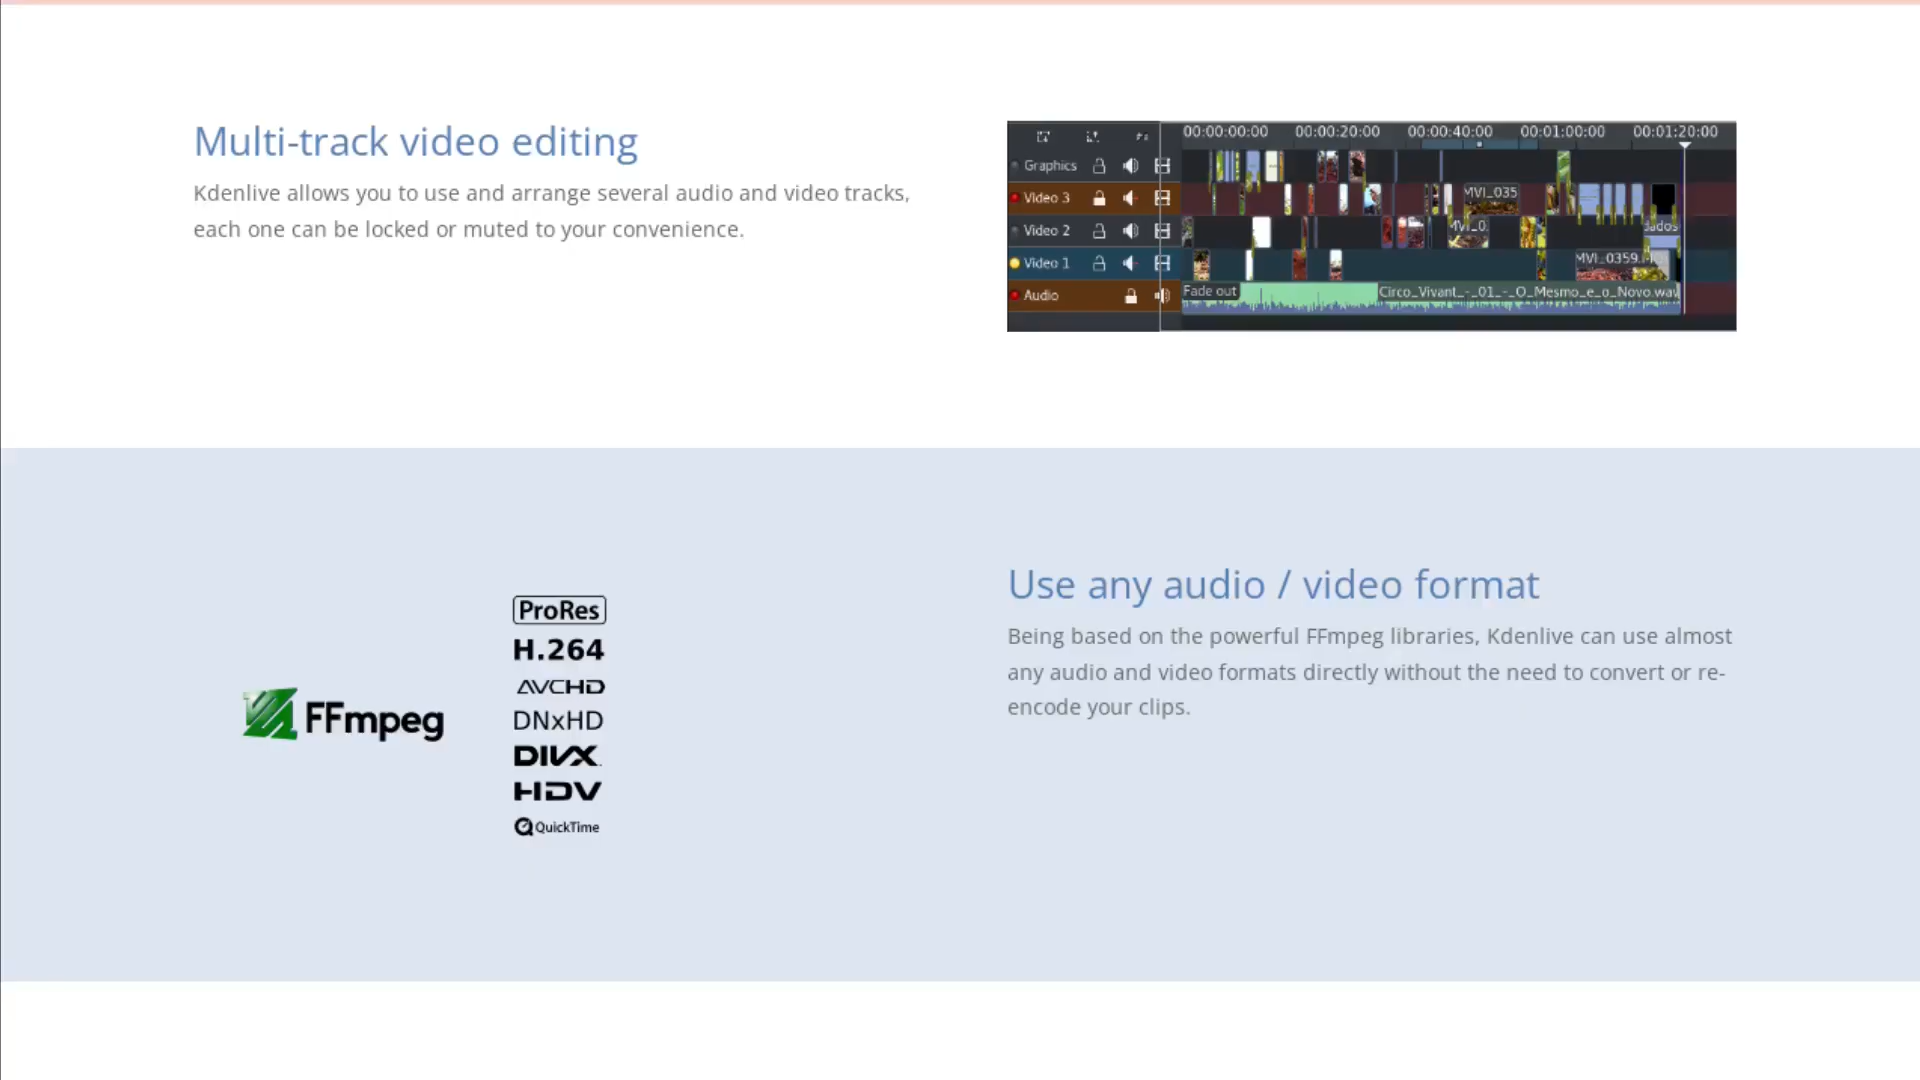 Multi-track video editing
Kdenlive allows you to use and arrange several audio and video tracks,
each one can be locked or muted to your convenience.
00:00:00:00 00:00:20:00 00:00:40:00 00:01:00:00 00:01:20:00
Graphics
Video 3
MVI_035
Video 2
MVI_0
dados
Video 1
MVI_0359.
Audio
Fade out
Circo_Vivant_-_01_-_O_Mesmo_e_o_Novo.wav
Use any audio / video format
Being based on the powerful FFmpeg libraries, Kdenlive can use almost
any audio and video formats directly without the need to convert or re-
encode your clips.
FFmpeg
ProRes
H.264
AVCHD
DNxHD
DIVX
HDV
QuickTime